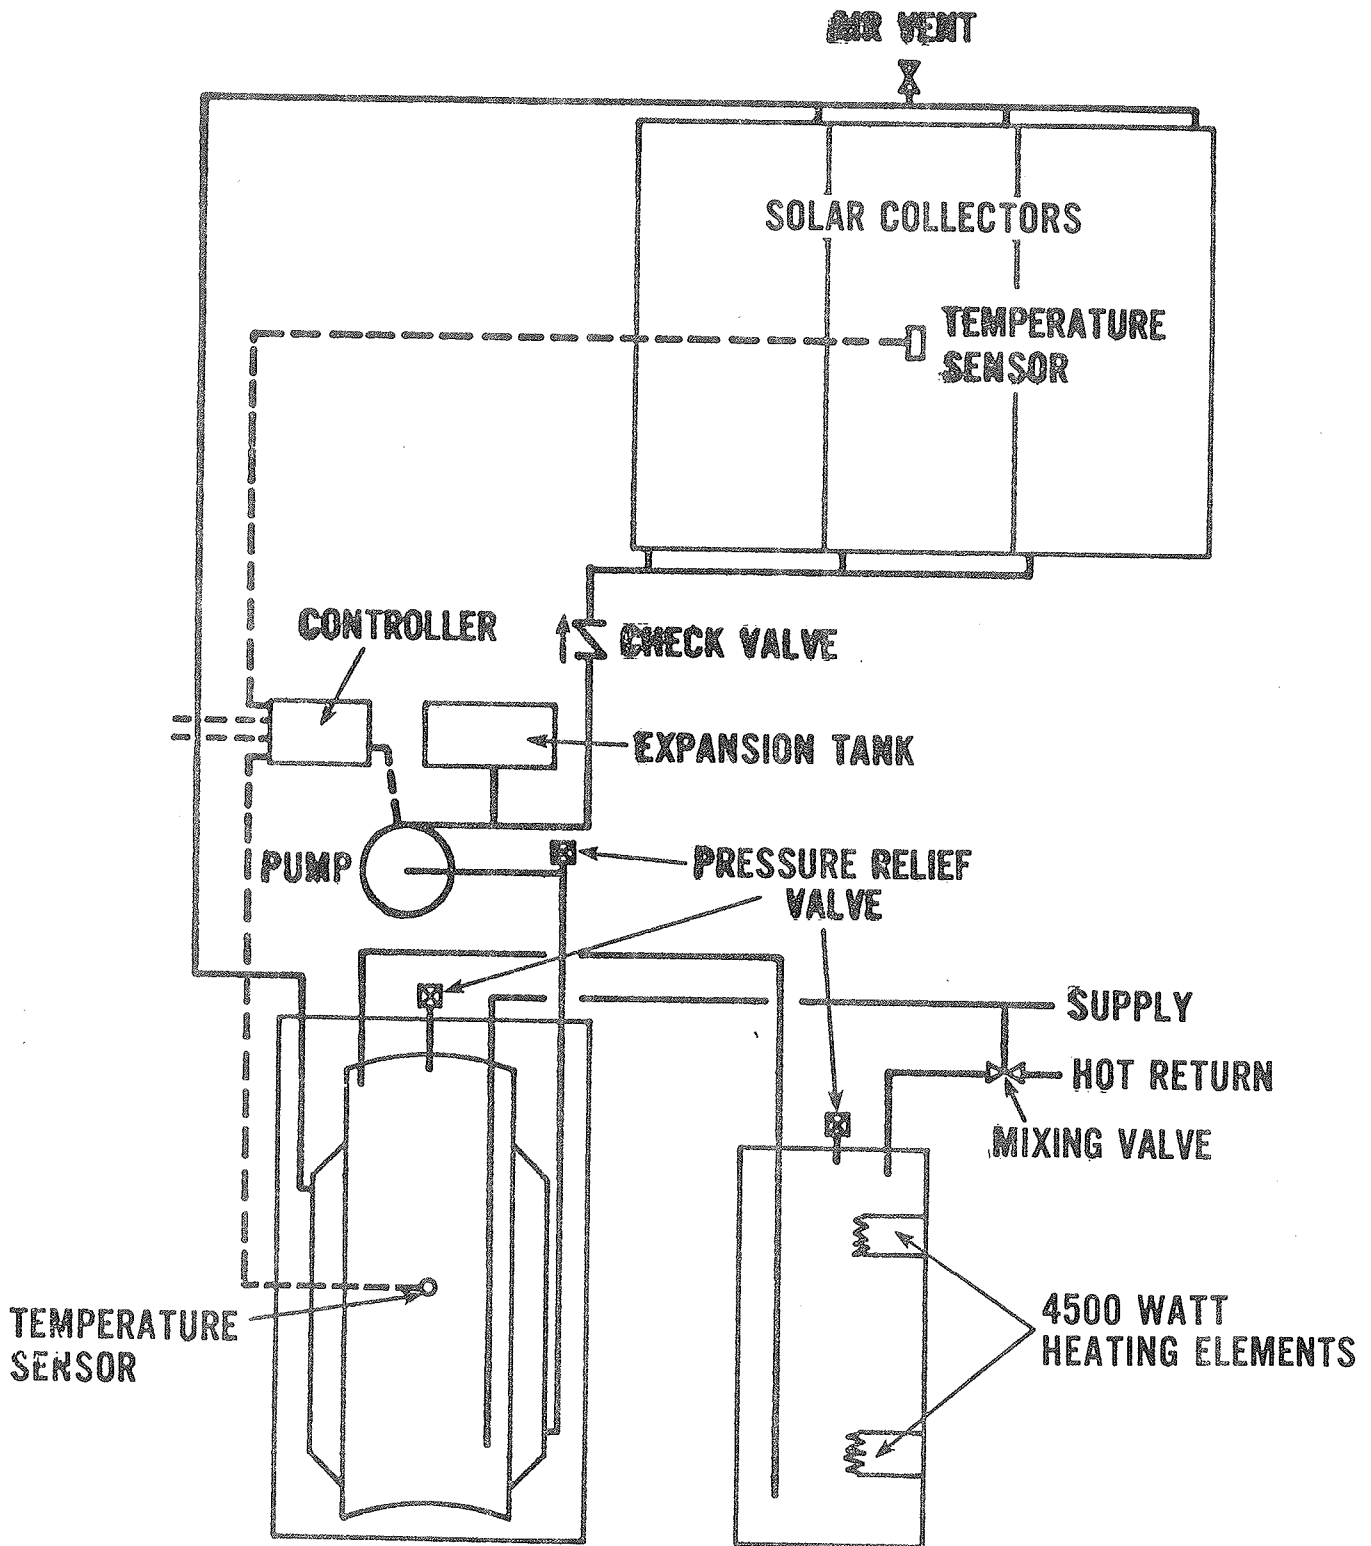 AIR VENT
SOLAR COLLECTORS
TEMPERATURE
SENSOR
CONTROLLER
CHECK VALVE
EXPANSION TANK
PUMP
PRESSURE RELIEF
VALVE
SUPPLY
HOT RETURN
MIXING VALVE
TEMPERATURE
SENSOR
4500 WATT
HEATING ELEMENTS